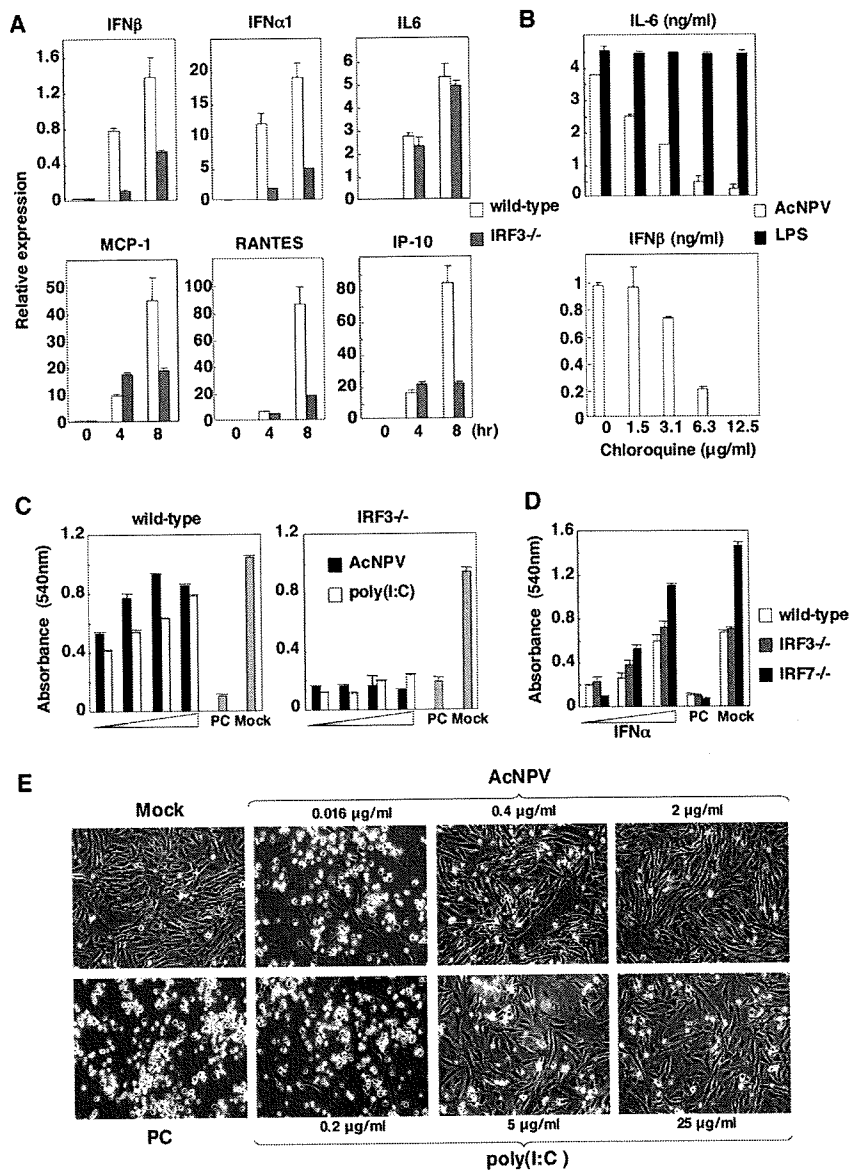 A
IFNβ
IFNα1
IL6
1.6
1.2
0.8
0.4
0
20
15
10
5
0
6
5
4
3
2
1
0
wild-type
IRF3-/-
Relative expression
MCP-1
RANTES
IP-10
50
40
30
20
10
0
100
80
60
40
20
0
80
60
40
20
0
0 4 8
0 4 8
0 4 8 (hr)
B
IL-6 (ng/ml)
4
3
2
1
0
AcNPV
LPS
IFNβ (ng/ml)
1
0.8
0.6
0.4
0.2
0
0 1.5 3.1 6.3 12.5
Chloroquine (μg/ml)
C
wild-type
IRF3-/-
Absorbance (540nm)
1.2
0.8
0.4
0
1.2
0.8
0.4
0
AcNPV
poly(I:C)
PC Mock
PC Mock
D
Absorbance (540nm)
1.6
1.2
0.8
0.4
0
wild-type
IRF3-/-
IRF7-/-
IFNα
PC
Mock
E
AcNPV
Mock
0.016 μg/ml
0.4 μg/ml
2 μg/ml
PC
0.2 μg/ml
5 μg/ml
25 μg/ml
poly(I:C)